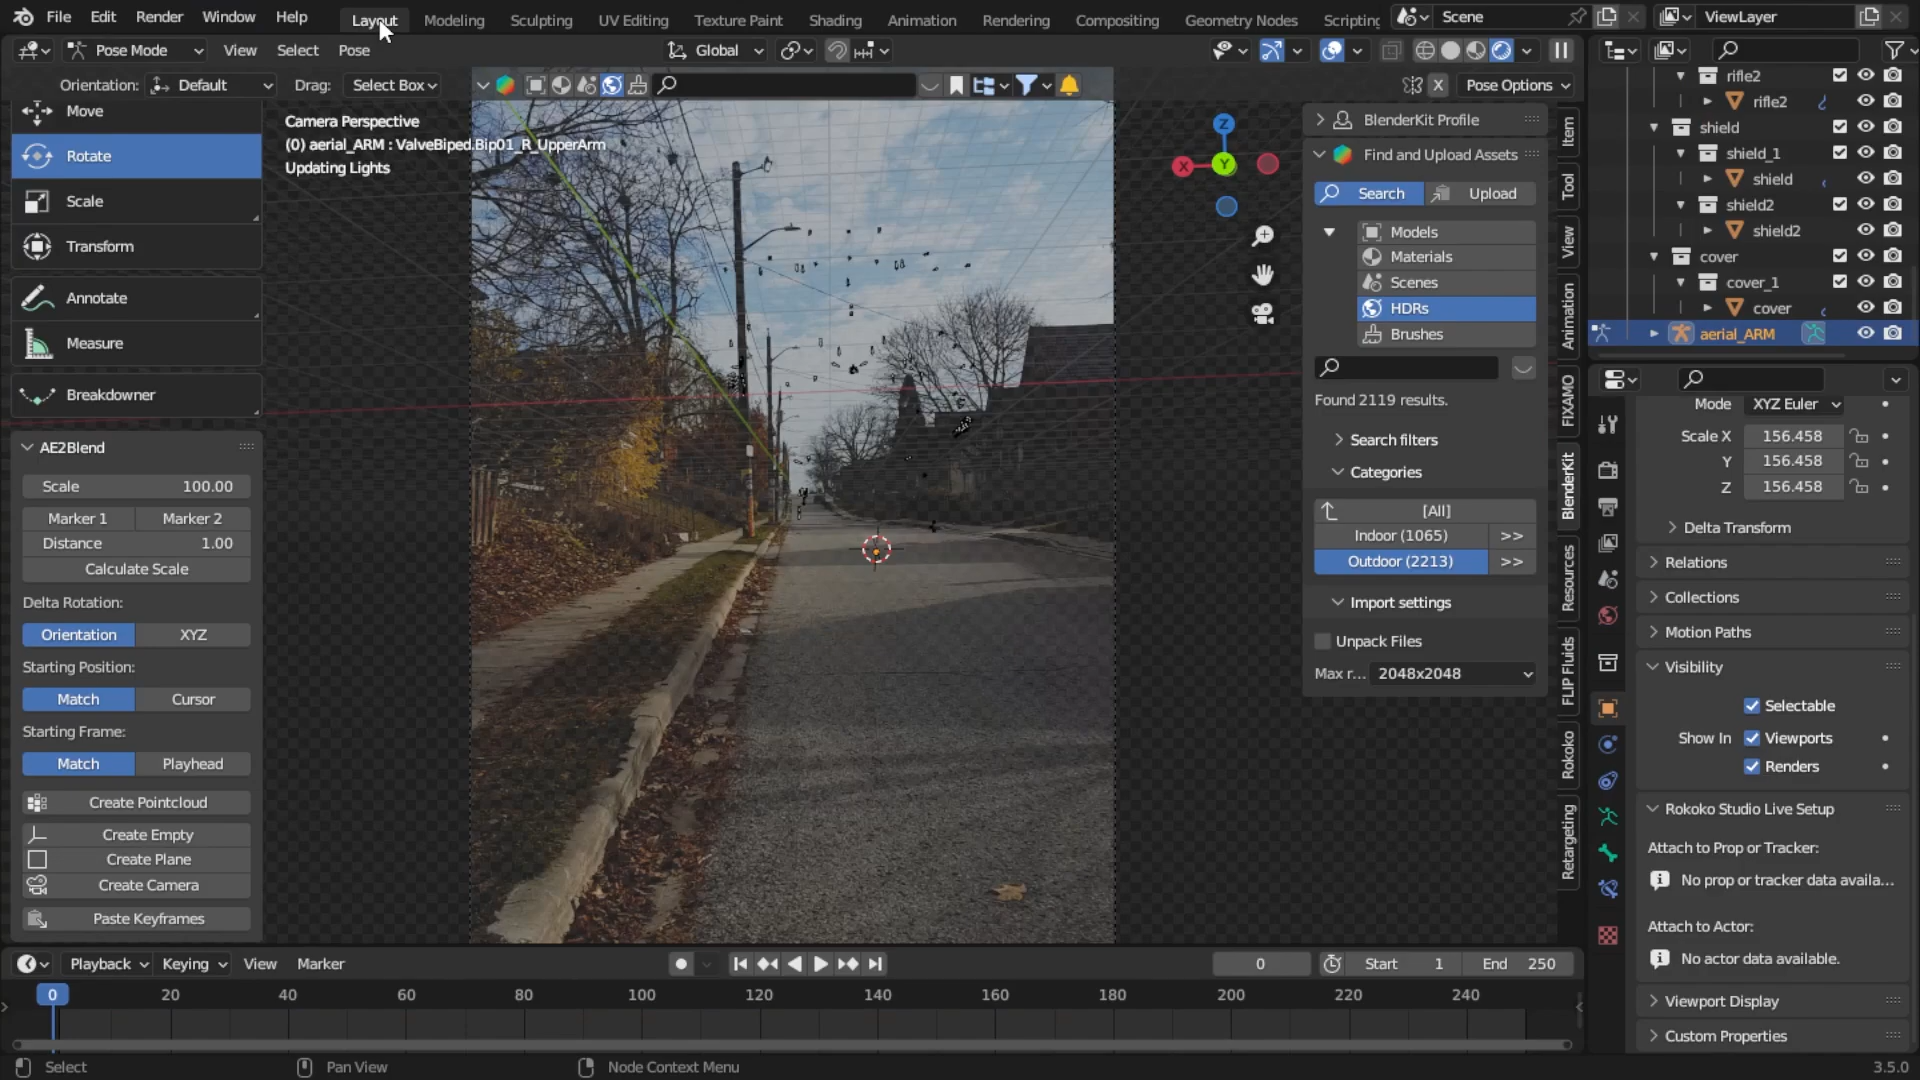 File Edit Render Window Help Layout Modeling Sculpting UV Editing Texture Paint Shading Animation Rendering Compositing Geometry Nodes Scripting Scene ViewLayer
Pose Mode View Select Pose Global
Orientation: Default Drag: Select Box X Pose Options
Move
Rotate
Scale
Transform
Annotate
Measure
Breakdowner
AE2Blend
Scale 100.00
Marker 1 Marker 2
Distance 1.00
Calculate Scale
Delta Rotation:
Orientation XYZ
Starting Position:
Match Cursor
Starting Frame:
Match Playhead
Create Pointcloud
Create Empty
Create Plane
Create Camera
Paste Keyframes
Camera Perspective
(0) aerial_ARM : ValveBiped.Bip01_R_UpperArm
Updating Lights
Z
X Y
BlenderKit Profile
Find and Upload Assets
Search Upload
Models
Materials
Scenes
HDRs
Brushes
Found 2119 results.
Search filters
Categories
[All]
Indoor (1065) >>
Outdoor (2213) >>
Import settings
Unpack Files
Max r... 2048x2048
Item
Tool
View
Animation
FIXAMO
BlenderKit
Resources
FLIP Fluids
Rokoko
Retargeting
rifle2
rifle2
shield
shield_1
shield
shield2
shield2
cover
cover_1
cover
aerial_ARM
Mode XYZ Euler
Scale X 156.458
Y 156.458
Z 156.458
Delta Transform
Relations
Collections
Motion Paths
Visibility
Selectable
Show In Viewports
Renders
Rokoko Studio Live Setup
Attach to Prop or Tracker:
No prop or tracker data availa...
Attach to Actor:
No actor data available.
Viewport Display
Custom Properties
Playback Keying View Marker 0 Start 1 End 250
0 20 40 60 80 100 120 140 160 180 200 220 240
Select Pan View Node Context Menu 3.5.0